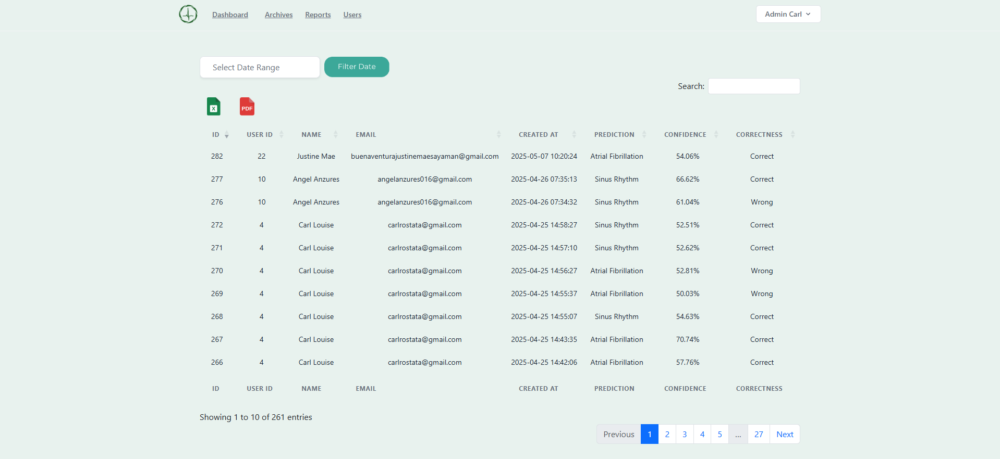 Dashboard Archives Reports Users Admin Carl
Select Date Range Filter Date
Search:
X PDF
ID USER ID NAME EMAIL CREATED AT PREDICTION CONFIDENCE CORRECTNESS
282 22 Justine Mae buenaventurajustinemaesayaman@gmail.com 2025-05-07 10:20:24 Atrial Fibrillation 54.06% Correct
277 10 Angel Anzures angelanzures016@gmail.com 2025-04-26 07:35:13 Sinus Rhythm 66.62% Correct
276 10 Angel Anzures angelanzures016@gmail.com 2025-04-26 07:34:32 Sinus Rhythm 61.04% Wrong
272 4 Carl Louise carlrostata@gmail.com 2025-04-25 14:58:27 Sinus Rhythm 52.51% Correct
271 4 Carl Louise carlrostata@gmail.com 2025-04-25 14:57:10 Sinus Rhythm 52.62% Correct
270 4 Carl Louise carlrostata@gmail.com 2025-04-25 14:56:27 Atrial Fibrillation 52.81% Wrong
269 4 Carl Louise carlrostata@gmail.com 2025-04-25 14:55:37 Atrial Fibrillation 50.03% Wrong
268 4 Carl Louise carlrostata@gmail.com 2025-04-25 14:55:07 Sinus Rhythm 54.63% Correct
267 4 Carl Louise carlrostata@gmail.com 2025-04-25 14:43:35 Atrial Fibrillation 70.74% Correct
266 4 Carl Louise carlrostata@gmail.com 2025-04-25 14:42:06 Atrial Fibrillation 57.76% Correct
ID USER ID NAME EMAIL CREATED AT PREDICTION CONFIDENCE CORRECTNESS
Showing 1 to 10 of 261 entries
Previous 1 2 3 4 5 ... 27 Next